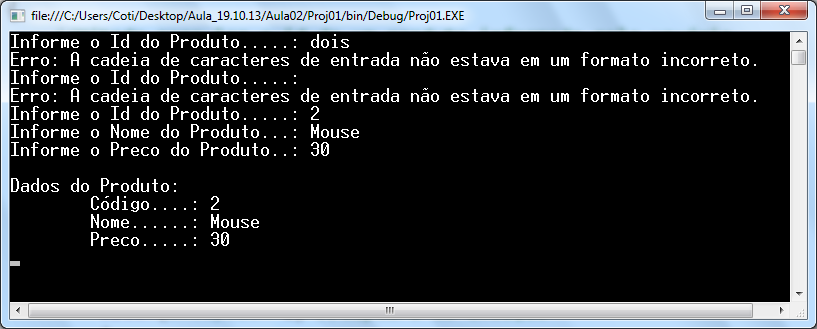 file:///C:/Users/Coti/Desktop/Aula_19.10.13/Aula02/Proj01/bin/Debug/Proj01.EXE
Informe o Id do Produto.....: dois
Erro: A cadeia de caracteres de entrada não estava em um formato incorreto.
Informe o Id do Produto.....:
Erro: A cadeia de caracteres de entrada não estava em um formato incorreto.
Informe o Id do Produto.....: 2
Informe o Nome do Produto...: Mouse
Informe o Preco do Produto..: 30
Dados do Produto:
Código....: 2
Nome......: Mouse
Preco.....: 30